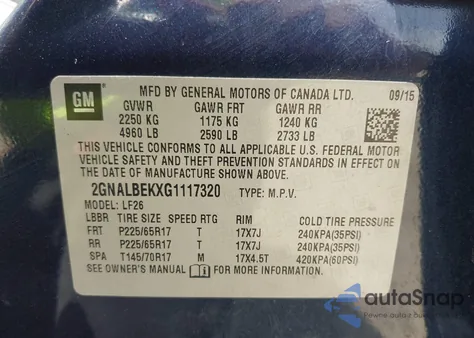 GM
MFD BY GENERAL MOTORS OF CANADA LTD. 09/15
GVWR GAWR FRT GAWR RR
2250 KG 1175 KG 1240 KG
4960 LB 2590 LB 2733 LB
THIS VEHICLE CONFORMS TO ALL APPLICABLE U.S. FEDERAL MOTOR
VEHICLE SAFETY AND THEFT PREVENTION STANDARDS IN EFFECT
ON THE DATE OF MANUFACTURE SHOWN ABOVE.
2GNALBEKXG1117320 TYPE: M.P.V.
MODEL: LF26
LBBR TIRE SIZE SPEED RTG RIM COLD TIRE PRESSURE
FRT P225/65R17 T 17X7J 240KPA(35PSI)
RR P225/65R17 T 17X7J 240KPA(35PSI)
SPA T145/70R17 M 17X4.5T 420KPA(60PSI)
SEE OWNER'S MANUAL FOR MORE INFORMATION
autoSnap
Pewne auta z